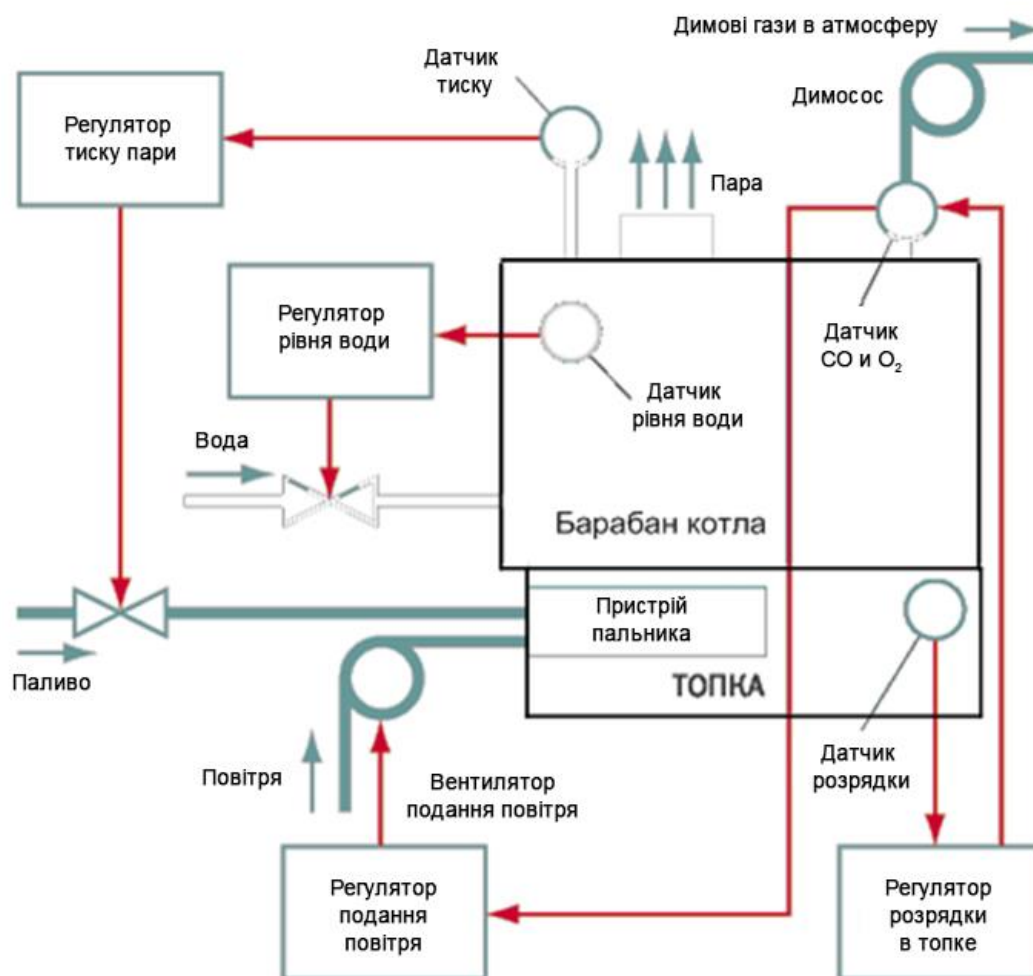 Димові гази в атмосферу
Датчик
тиску
Димосос
Регулятор
тиску пари
Пара
Регулятор
рівня води
Датчик
CO и O₂
Датчик
рівня води
Вода
Барабан котла
Пристрій
пальника
Паливо
ТОПКА
Повітря
Вентилятор
подання повітря
Датчик
розрядки
Регулятор
подання
повітря
Регулятор
розрядки
в топке